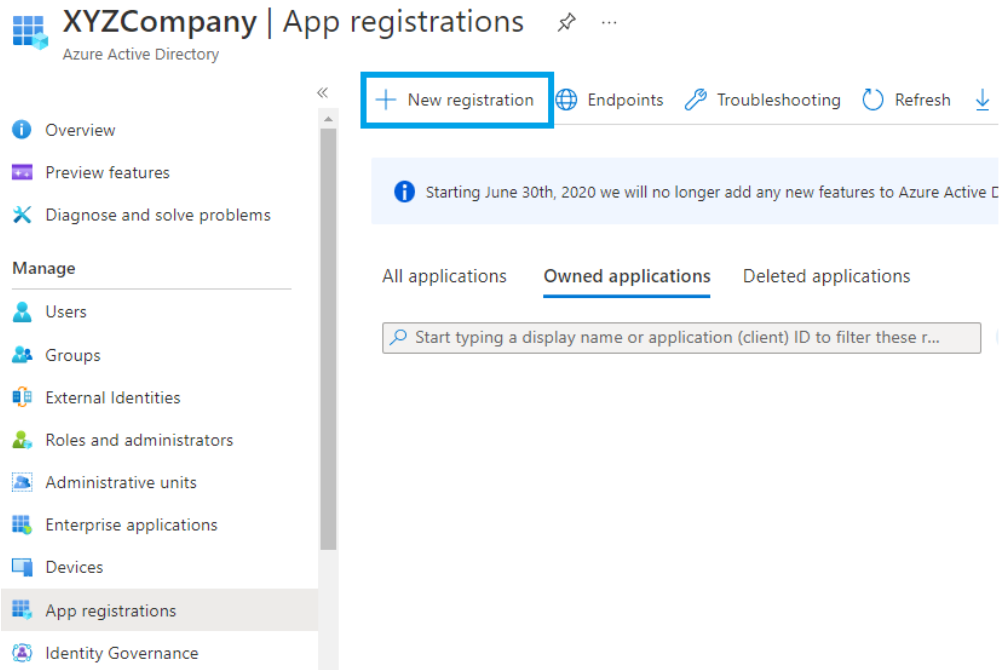 XYZCompany | App registrations ...
Azure Active Directory
«
Overview
Preview features
Diagnose and solve problems
Manage
Users
Groups
External Identities
Roles and administrators
Administrative units
Enterprise applications
Devices
App registrations
Identity Governance
+ New registration Endpoints Troubleshooting Refresh
Starting June 30th, 2020 we will no longer add any new features to Azure Active
All applications Owned applications Deleted applications
Start typing a display name or application (client) ID to filter these r...